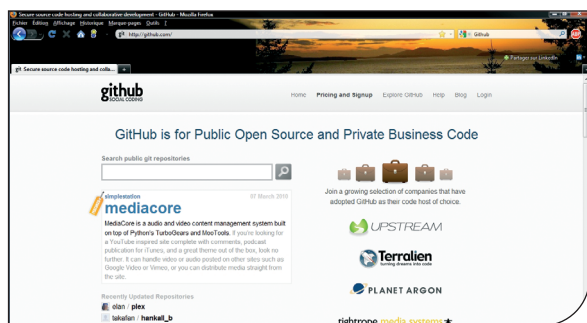 Secure source code hosting and collaborative development - GitHub - Mozilla Firefox
Fichier Edition Affichage Historique Marque-pages Outils ?
http://github.com/
Github
Partager sur LinkedIn
Secure source code hosting and colla...
github
SOCIAL CODING
Home Pricing and Signup Explore GitHub Help Blog Login
GitHub is for Public Open Source and Private Business Code
Search public git repositories
simplestation 07 March 2010
mediacore
MediaCore is a audio and video content management system built
on top of Python's TurboGears and MooTools. If you're looking for
a YouTube inspired site complete with comments, podcast
publication for iTunes, and a great theme out of the box, look no
further. It can handle video or audio posted on other sites such as
Google Video or Vimeo, or you can distribute media straight from
the site.
Recently Updated Repositories
olan / plex
tekafan / hankall_b
Join a growing selection of companies that have
adopted GitHub as their code host of choice.
UPSTREAM
Terralien
turning dreams into code
PLANET ARGON
rightrope media systems